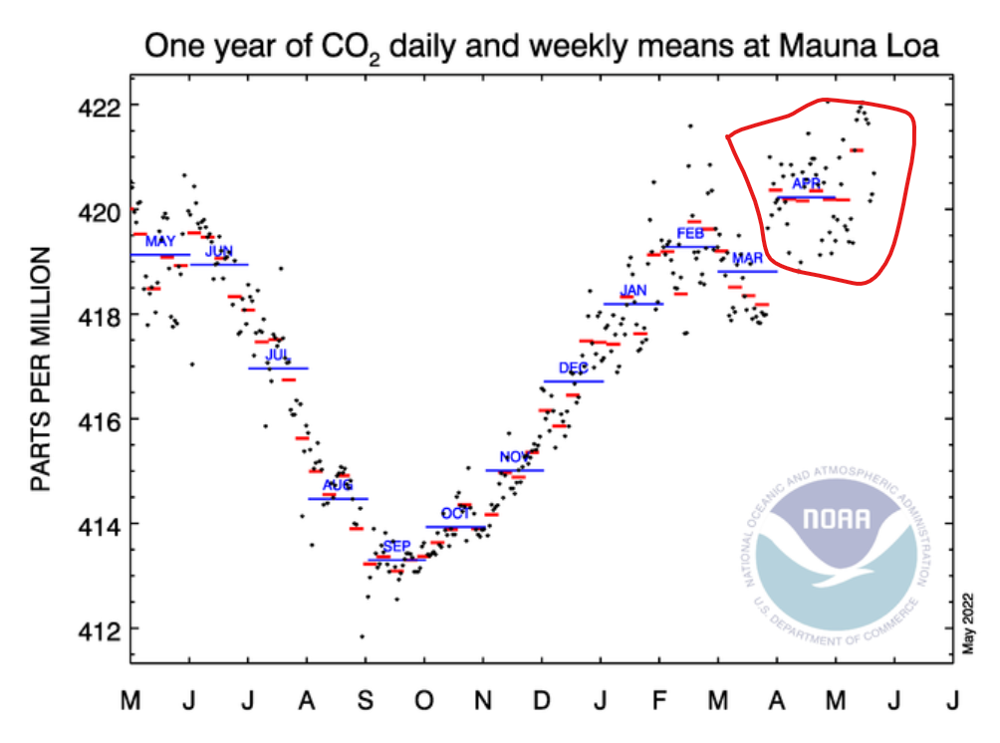 One year of CO₂ daily and weekly means at Mauna Loa
PARTS PER MILLION
422
420
418
416
414
412
MAY
JUN
JUL
AUG
SEP
OCT
NOV
DEC
JAN
FEB
MAR
APR
M J J A S O N D J F M A M J J
NATIONAL OCEANIC AND ATMOSPHERIC ADMINISTRATION
NOAA
U.S. DEPARTMENT OF COMMERCE
May 2022